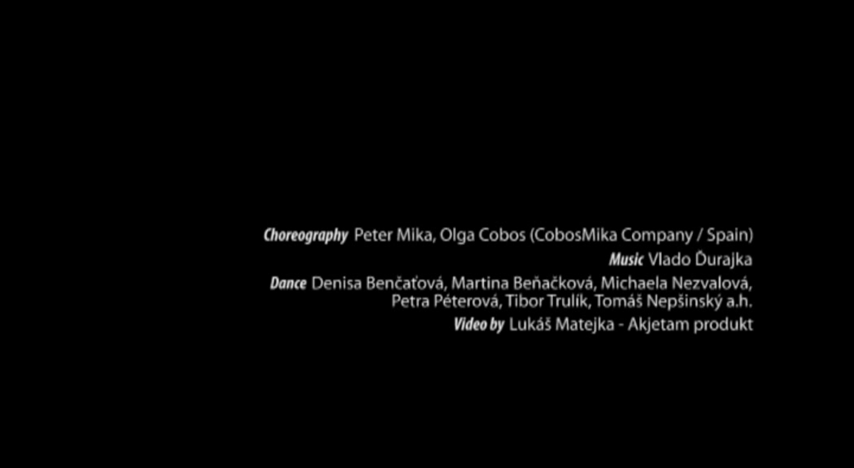 Choreography Peter Mika, Olga Cobos (CobosMika Company / Spain)
Music Vlado Ďurajka
Dance Denisa Benčaťová, Martina Beňačková, Michaela Nezvalová,
Petra Péterová, Tibor Trulík, Tomáš Nepšinský a.h.
Video by Lukáš Matejka - Akjetam produkt